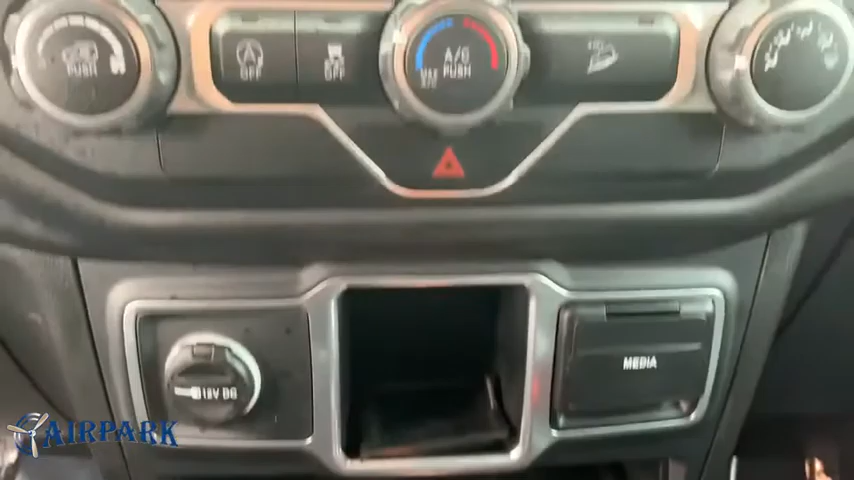 PUSH
OFF
OFF
A/C
PUSH
MEDIA
12V DC
AIRPARK